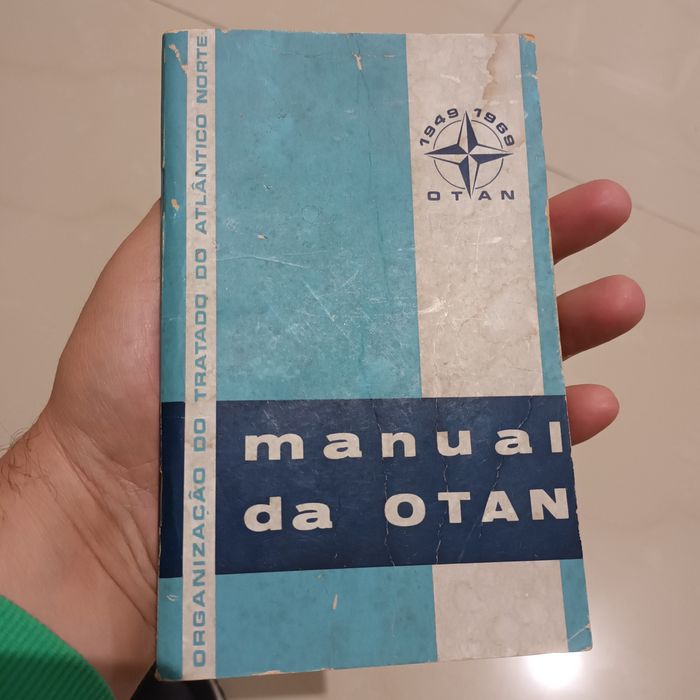 ORGANIZAÇÃO DO TRATADO DO ATLÂNTICO NORTE
1949 1969
OTAN
manual
da OTAN